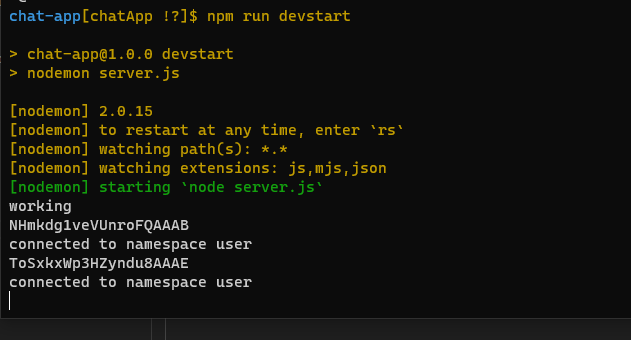 chat-app[chatApp !?]$ npm run devstart
> chat-app@1.0.0 devstart
> nodemon server.js
[nodemon] 2.0.15
[nodemon] to restart at any time, enter `rs`
[nodemon] watching path(s): *.*
[nodemon] watching extensions: js,mjs,json
[nodemon] starting `node server.js`
working
NHmkdg1veVUnroFQAAAB
connected to namespace user
ToSxkxWp3HZyndu8AAAE
connected to namespace user